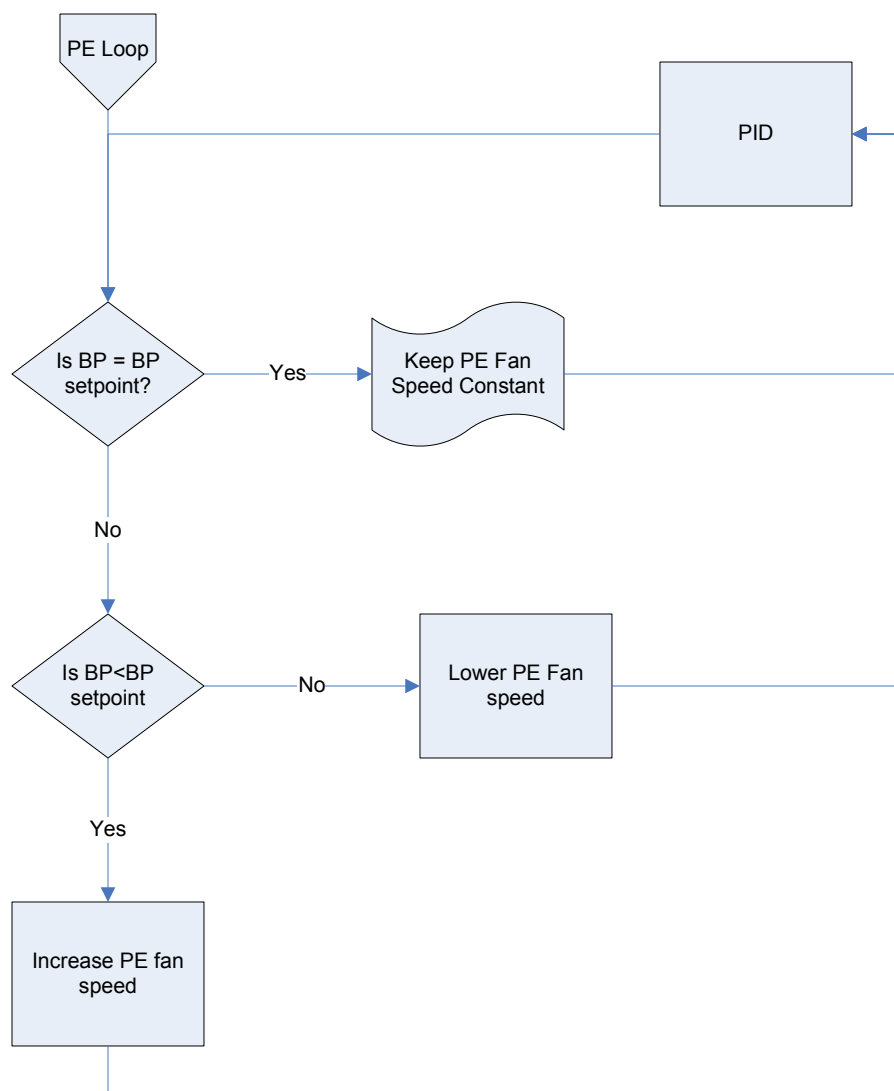 PE Loop
PID
Is BP = BP
setpoint?
Yes
Keep PE Fan
Speed Constant
No
Is BP<BP
setpoint
No
Lower PE Fan
speed
Yes
Increase PE fan
speed